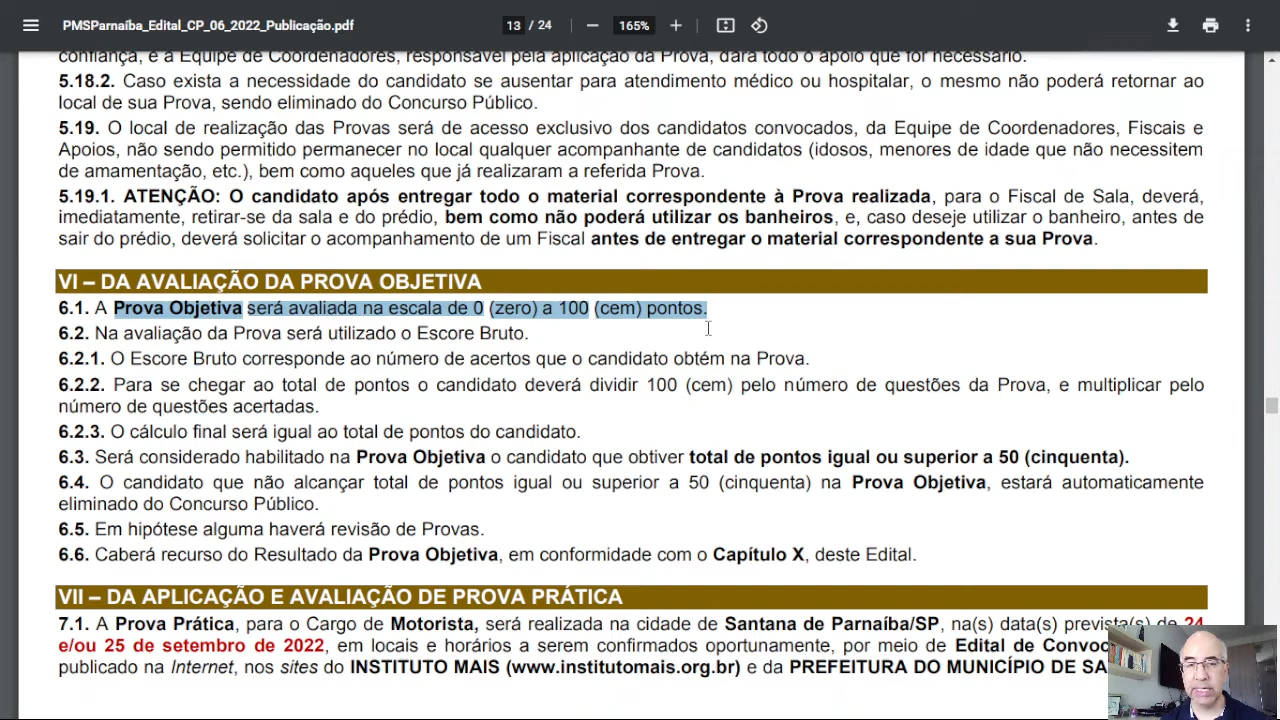 PMSParnaíba_Edital_CP_06_2022_Publicação.pdf
13 / 24
165%
confiança, e a Equipe de Coordenadores, responsável pela aplicação da Prova, dará todo o apoio que for necessário.
5.18.2. Caso exista a necessidade do candidato se ausentar para atendimento médico ou hospitalar, o mesmo não poderá retornar ao
local de sua Prova, sendo eliminado do Concurso Público.
5.19. O local de realização das Provas será de acesso exclusivo dos candidatos convocados, da Equipe de Coordenadores, Fiscais e
Apoios, não sendo permitido permanecer no local qualquer acompanhante de candidatos (idosos, menores de idade que não necessitem
de amamentação, etc.), bem como aqueles que já realizaram a referida Prova.
5.19.1. ATENÇÃO: O candidato após entregar todo o material correspondente à Prova realizada, para o Fiscal de Sala, deverá,
imediatamente, retirar-se da sala e do prédio, bem como não poderá utilizar os banheiros, e, caso deseje utilizar o banheiro, antes de
sair do prédio, deverá solicitar o acompanhamento de um Fiscal antes de entregar o material correspondente a sua Prova.
VI – DA AVALIAÇÃO DA PROVA OBJETIVA
6.1. A Prova Objetiva será avaliada na escala de 0 (zero) a 100 (cem) pontos.
6.2. Na avaliação da Prova será utilizado o Escore Bruto.
6.2.1. O Escore Bruto corresponde ao número de acertos que o candidato obtém na Prova.
6.2.2. Para se chegar ao total de pontos o candidato deverá dividir 100 (cem) pelo número de questões da Prova, e multiplicar pelo
número de questões acertadas.
6.2.3. O cálculo final será igual ao total de pontos do candidato.
6.3. Será considerado habilitado na Prova Objetiva o candidato que obtiver total de pontos igual ou superior a 50 (cinquenta).
6.4. O candidato que não alcançar total de pontos igual ou superior a 50 (cinquenta) na Prova Objetiva, estará automaticamente
eliminado do Concurso Público.
6.5. Em hipótese alguma haverá revisão de Provas.
6.6. Caberá recurso do Resultado da Prova Objetiva, em conformidade com o Capítulo X, deste Edital.
VII – DA APLICAÇÃO E AVALIAÇÃO DE PROVA PRÁTICA
7.1. A Prova Prática, para o Cargo de Motorista, será realizada na cidade de Santana de Parnaíba/SP, na(s) data(s) prevista(s) de 24
e/ou 25 de setembro de 2022, em locais e horários a serem confirmados oportunamente, por meio de Edital de Convoc
publicado na Internet, nos sites do INSTITUTO MAIS (www.institutomais.org.br) e da PREFEITURA DO MUNICÍPIO DE SA